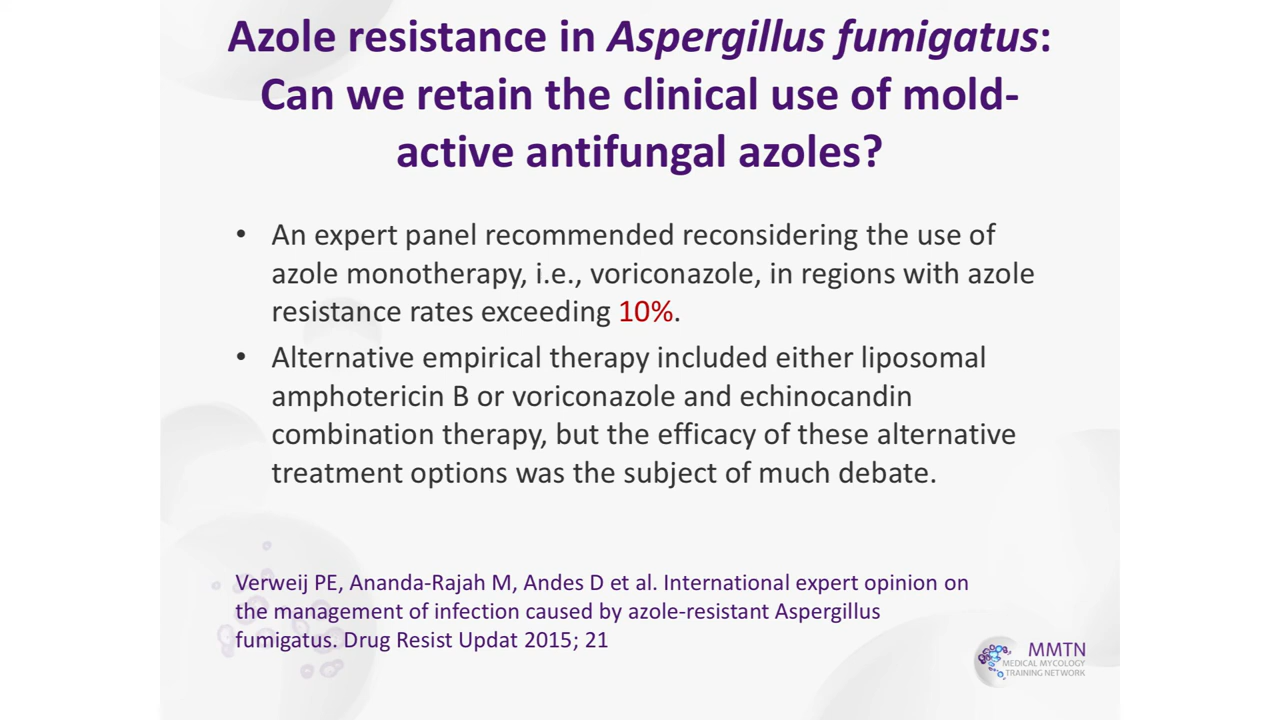 Azole resistance in Aspergillus fumigatus:
Can we retain the clinical use of mold-
active antifungal azoles?
• An expert panel recommended reconsidering the use of
azole monotherapy, i.e., voriconazole, in regions with azole
resistance rates exceeding 10%.
• Alternative empirical therapy included either liposomal
amphotericin B or voriconazole and echinocandin
combination therapy, but the efficacy of these alternative
treatment options was the subject of much debate.
Verweij PE, Ananda-Rajah M, Andes D et al. International expert opinion on
the management of infection caused by azole-resistant Aspergillus
fumigatus. Drug Resist Updat 2015; 21
MMTN
MEDICAL MYCOLOGY
TRAINING NETWORK